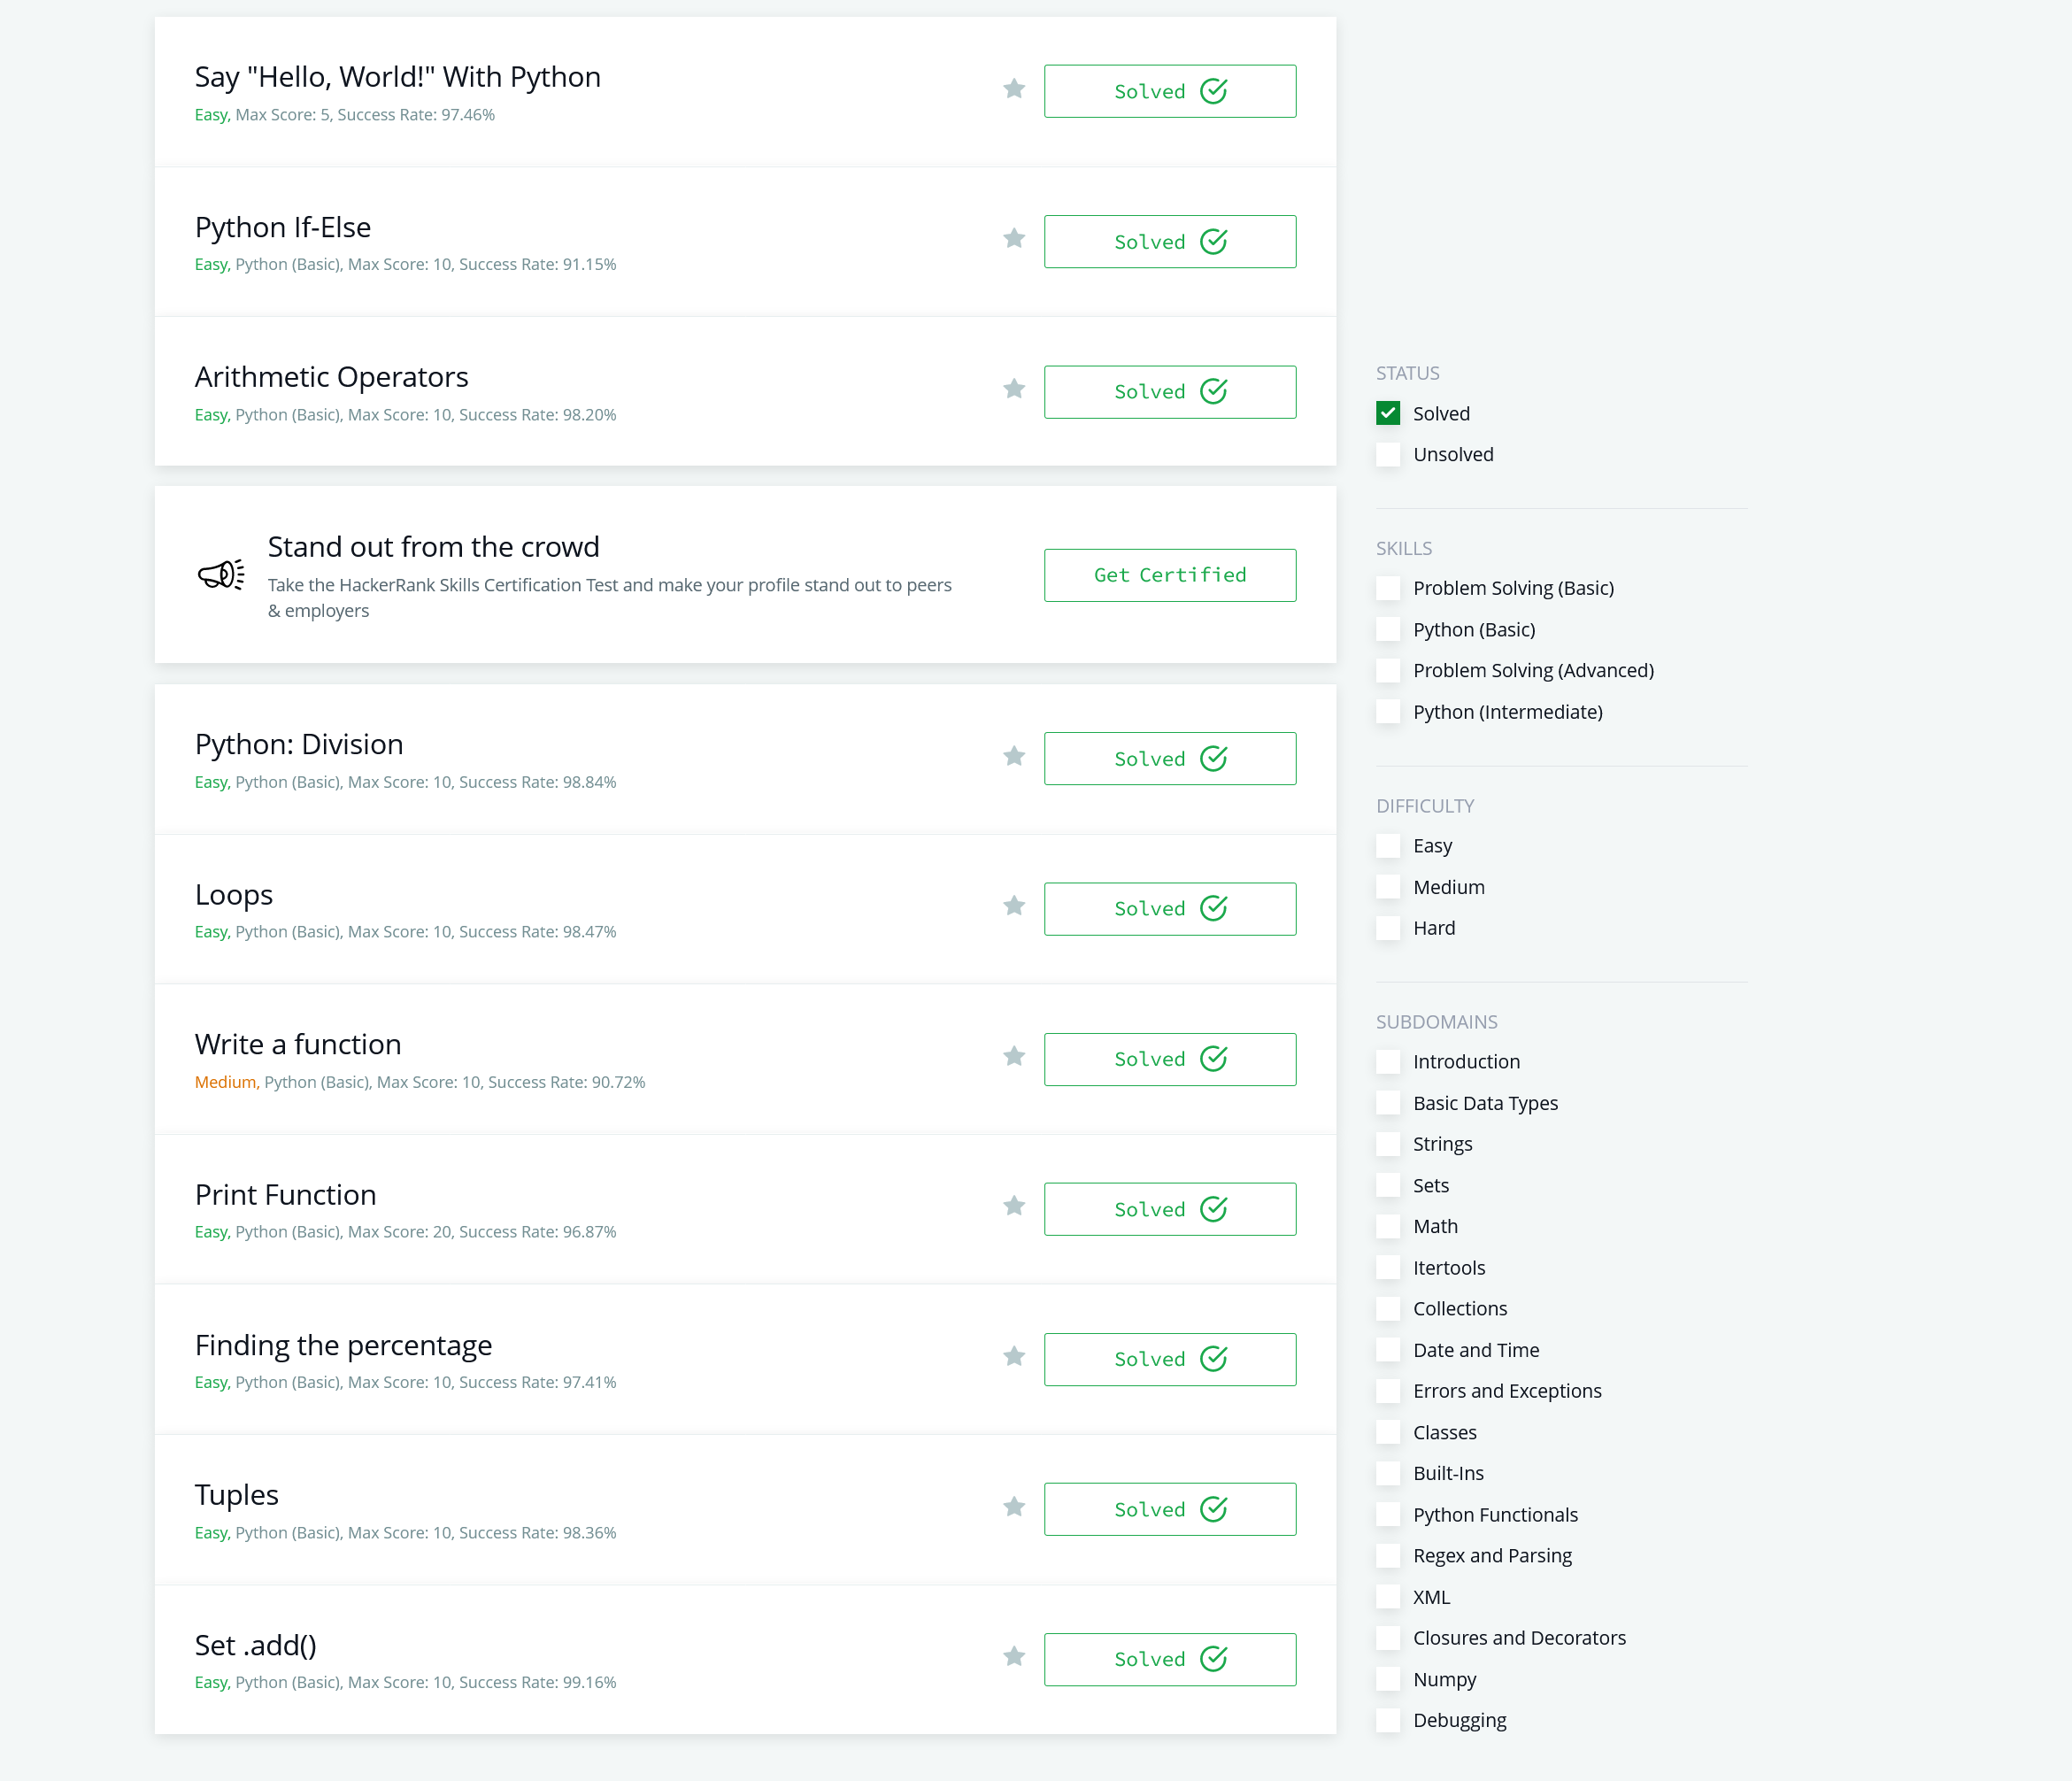 Say "Hello, World!" With Python
Easy, Max Score: 5, Success Rate: 97.46%
Solved
Python If-Else
Easy, Python (Basic), Max Score: 10, Success Rate: 91.15%
Solved
Arithmetic Operators
Easy, Python (Basic), Max Score: 10, Success Rate: 98.20%
Solved
Stand out from the crowd
Take the HackerRank Skills Certification Test and make your profile stand out to peers
& employers
Get Certified
Python: Division
Easy, Python (Basic), Max Score: 10, Success Rate: 98.84%
Solved
Loops
Easy, Python (Basic), Max Score: 10, Success Rate: 98.47%
Solved
Write a function
Medium, Python (Basic), Max Score: 10, Success Rate: 90.72%
Solved
Print Function
Easy, Python (Basic), Max Score: 20, Success Rate: 96.87%
Solved
Finding the percentage
Easy, Python (Basic), Max Score: 10, Success Rate: 97.41%
Solved
Tuples
Easy, Python (Basic), Max Score: 10, Success Rate: 98.36%
Solved
Set .add()
Easy, Python (Basic), Max Score: 10, Success Rate: 99.16%
Solved
STATUS
Solved
Unsolved
SKILLS
Problem Solving (Basic)
Python (Basic)
Problem Solving (Advanced)
Python (Intermediate)
DIFFICULTY
Easy
Medium
Hard
SUBDOMAINS
Introduction
Basic Data Types
Strings
Sets
Math
Itertools
Collections
Date and Time
Errors and Exceptions
Classes
Built-Ins
Python Functionals
Regex and Parsing
XML
Closures and Decorators
Numpy
Debugging